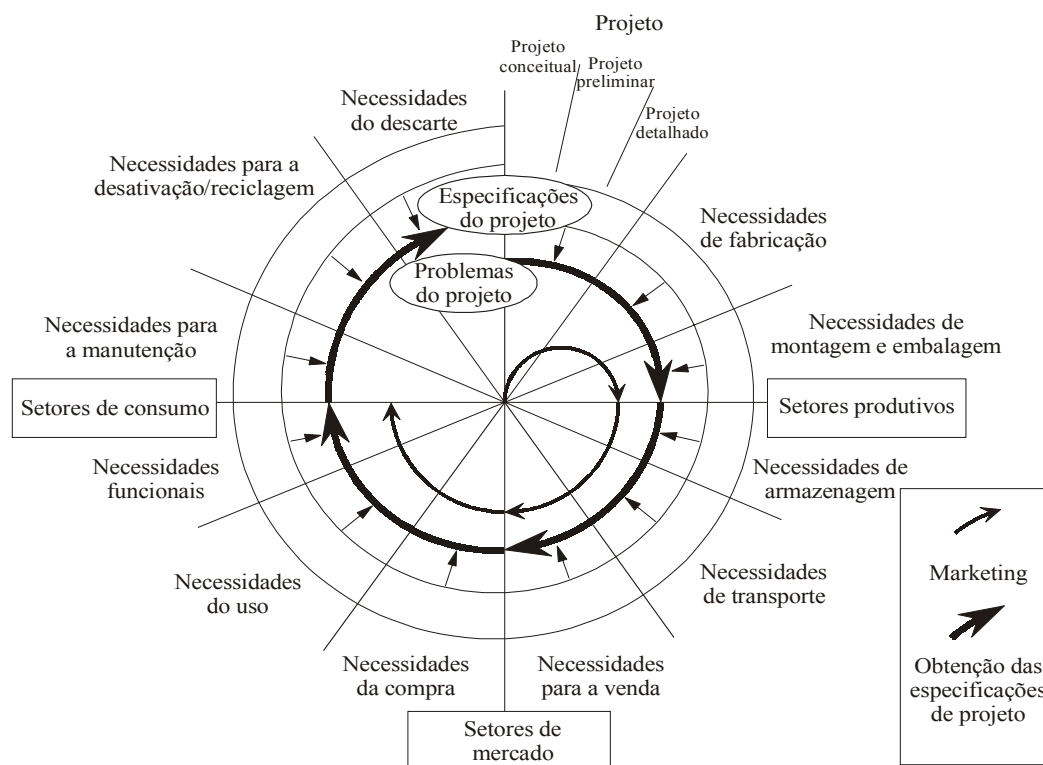 Projeto
Projeto
conceitual
Projeto
preliminar
Projeto
detalhado
Necessidades
do descarte
Necessidades para a
desativação/reciclagem
Especificações
do projeto
Necessidades
de fabricação
Problemas
do projeto
Necessidades para
a manutenção
Necessidades de
montagem e embalagem
Setores de consumo
Setores produtivos
Necessidades
funcionais
Necessidades de
armazenagem
Necessidades
do uso
Necessidades
de transporte
Necessidades
da compra
Necessidades
para a venda
Setores de
mercado
Marketing
Obtenção das
especificações
de projeto